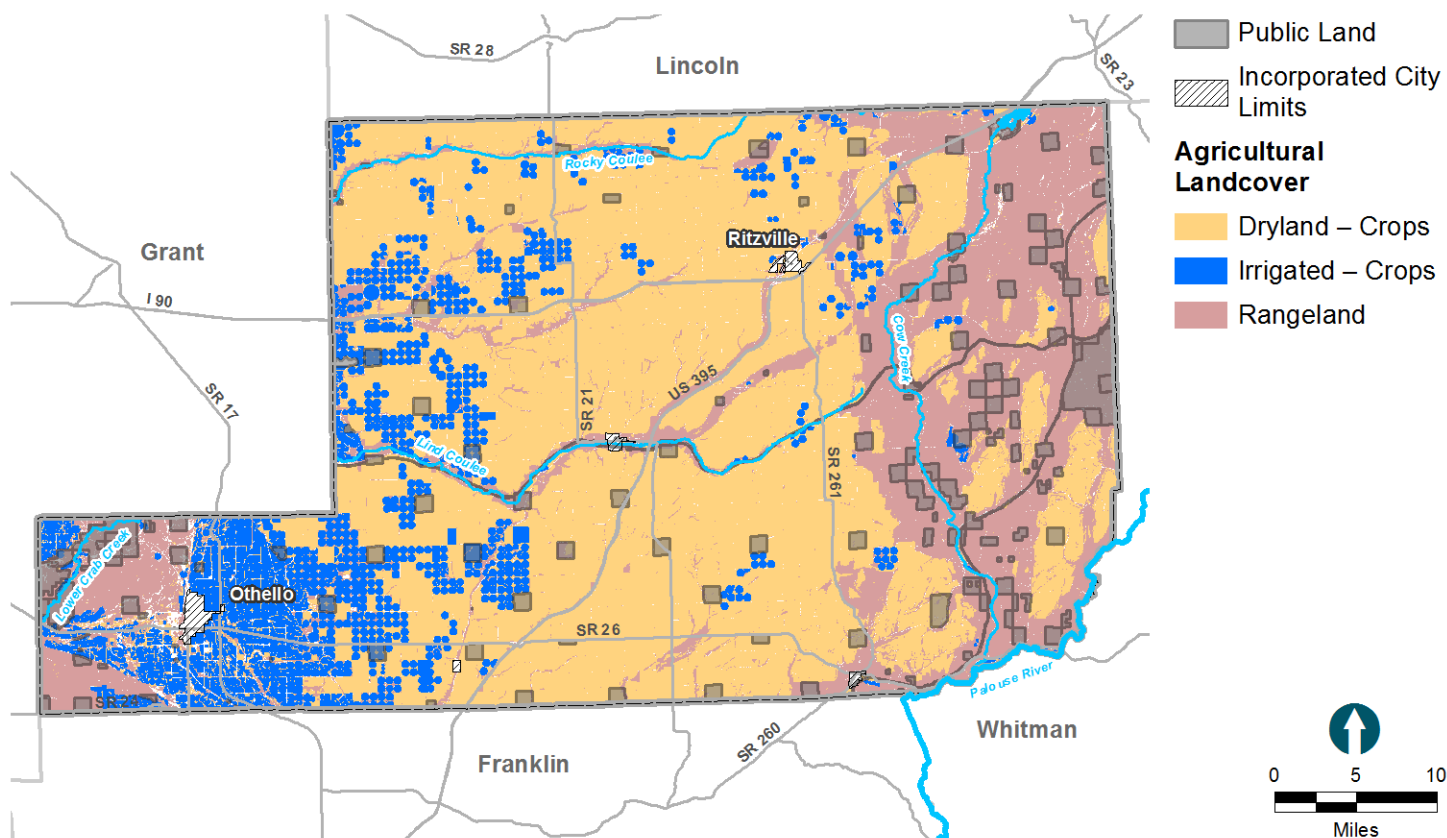 SR 28
Lincoln
SR 23
Rocky Coulee
Grant
Ritzville
I 90
Cow Creek
SR 17
US 395
SR 21
Lind Coulee
SR 261
Lower Crab Creek
Othello
SR 26
Palouse River
SR 24
Whitman
SR 260
Franklin
Public Land
Incorporated City
Limits
Agricultural
Landcover
Dryland – Crops
Irrigated – Crops
Rangeland
0 5 10
Miles